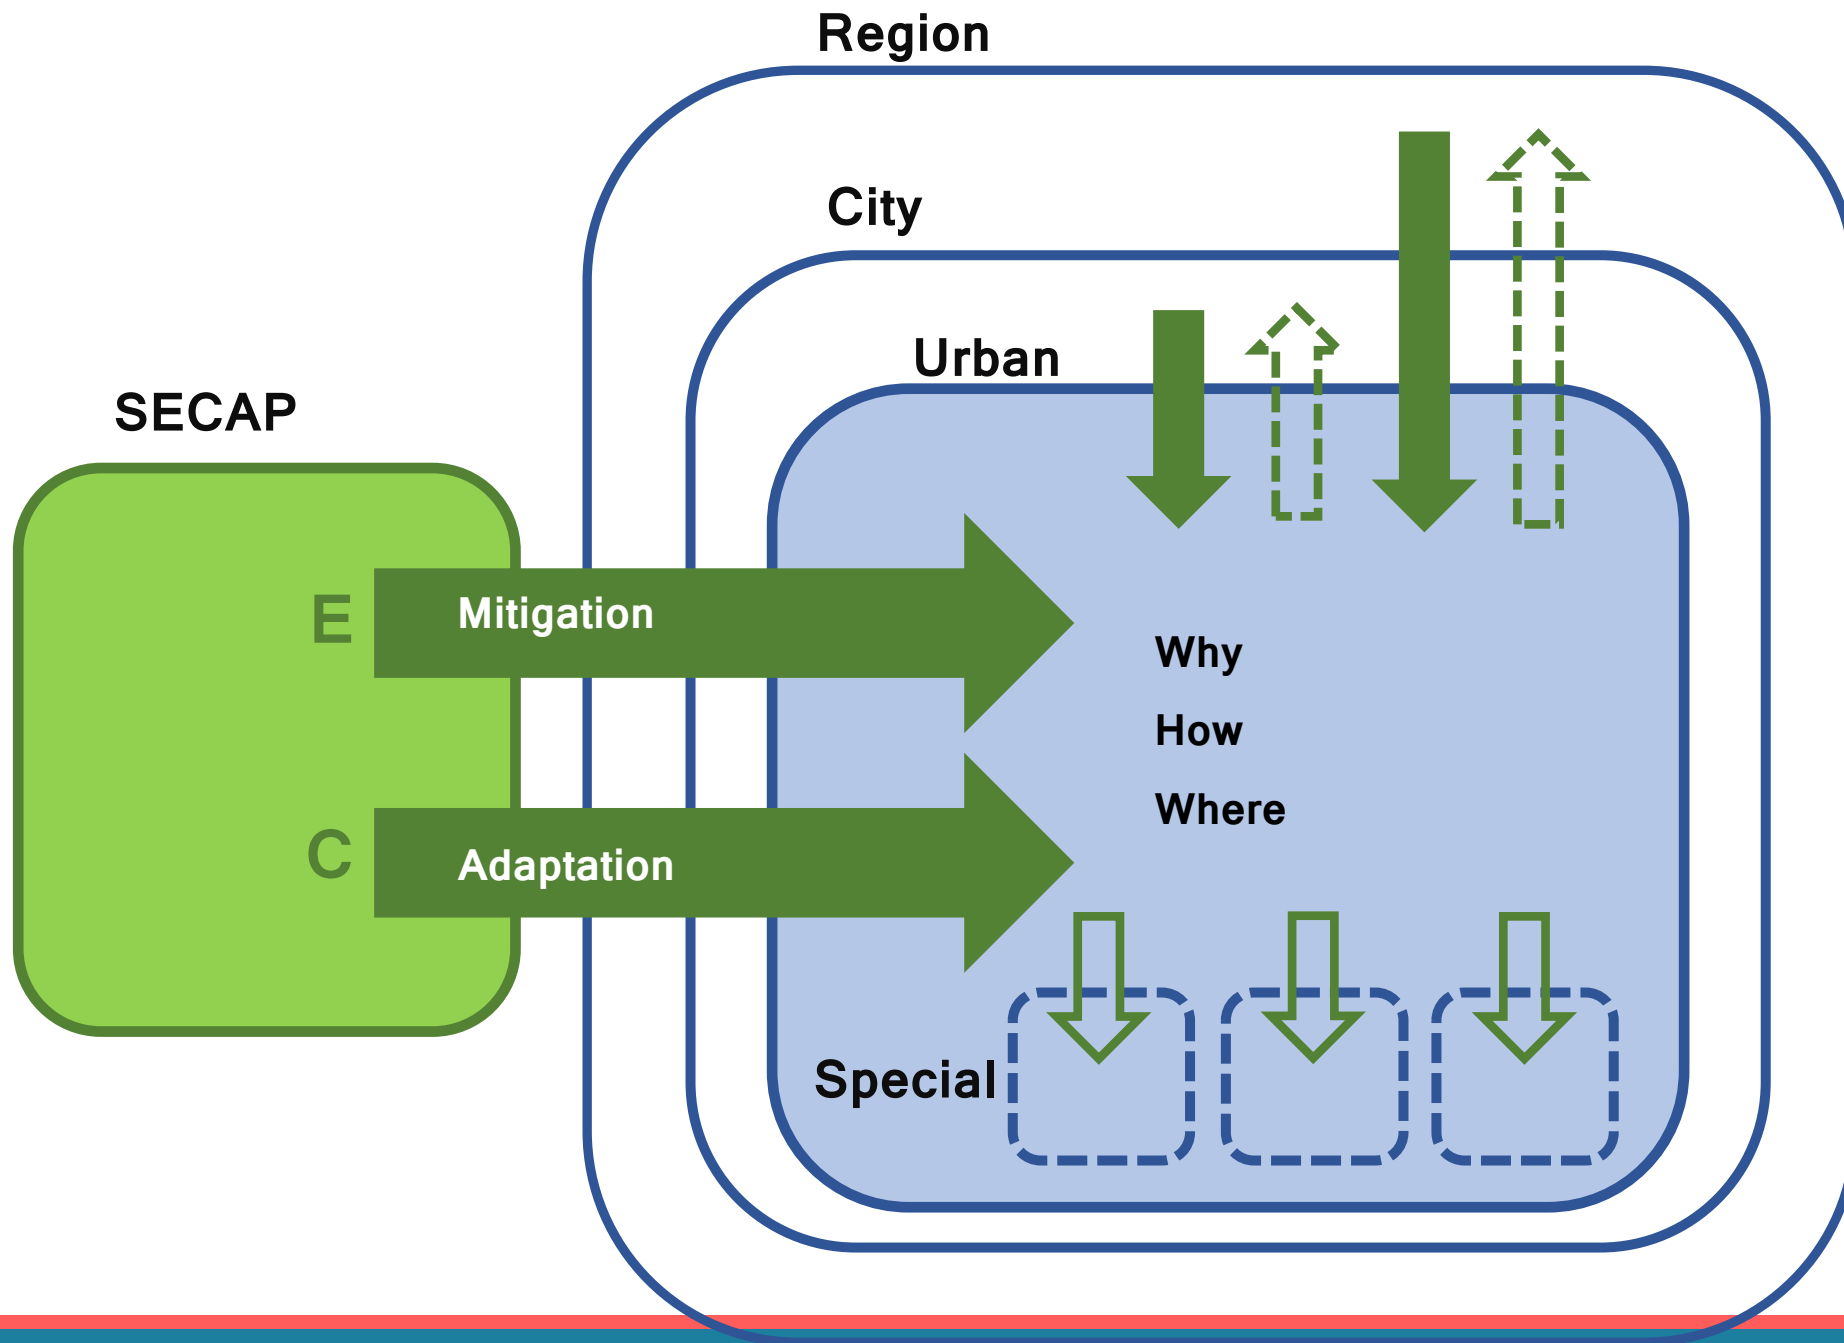 Region
City
Urban
SECAP
E
Mitigation
Why
How
Where
C
Adaptation
Special